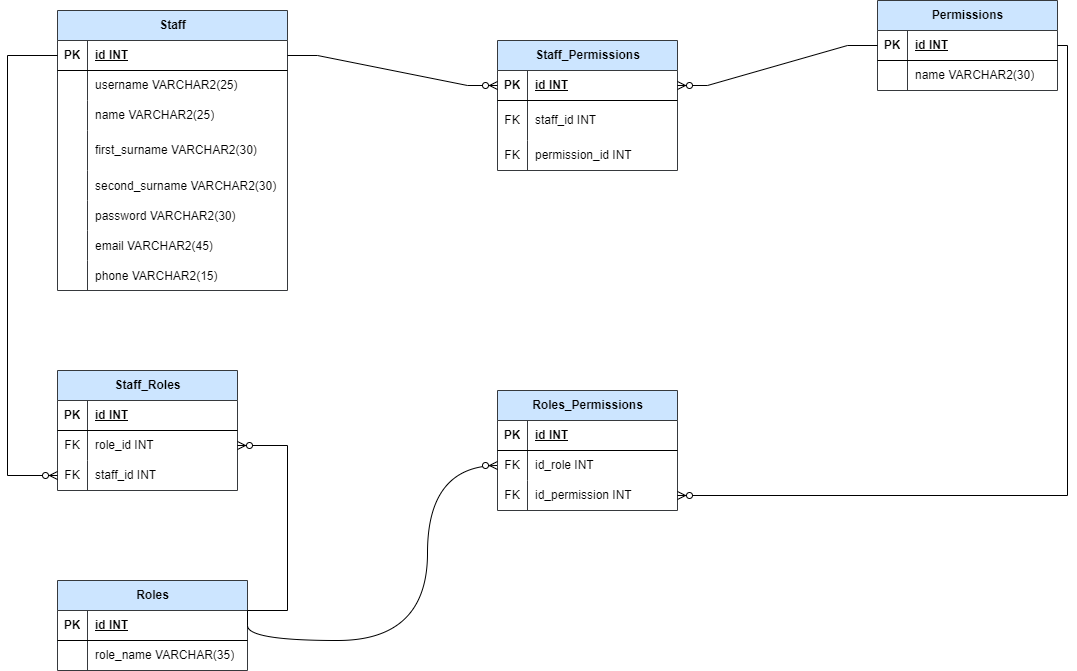 Staff
PK id INT
username VARCHAR2(25)
name VARCHAR2(25)
first_surname VARCHAR2(30)
second_surname VARCHAR2(30)
password VARCHAR2(30)
email VARCHAR2(45)
phone VARCHAR2(15)
Staff_Permissions
PK id INT
FK staff_id INT
FK permission_id INT
Permissions
PK id INT
name VARCHAR2(30)
Staff_Roles
PK id INT
FK role_id INT
FK staff_id INT
Roles_Permissions
PK id INT
FK id_role INT
FK id_permission INT
Roles
PK id INT
role_name VARCHAR(35)